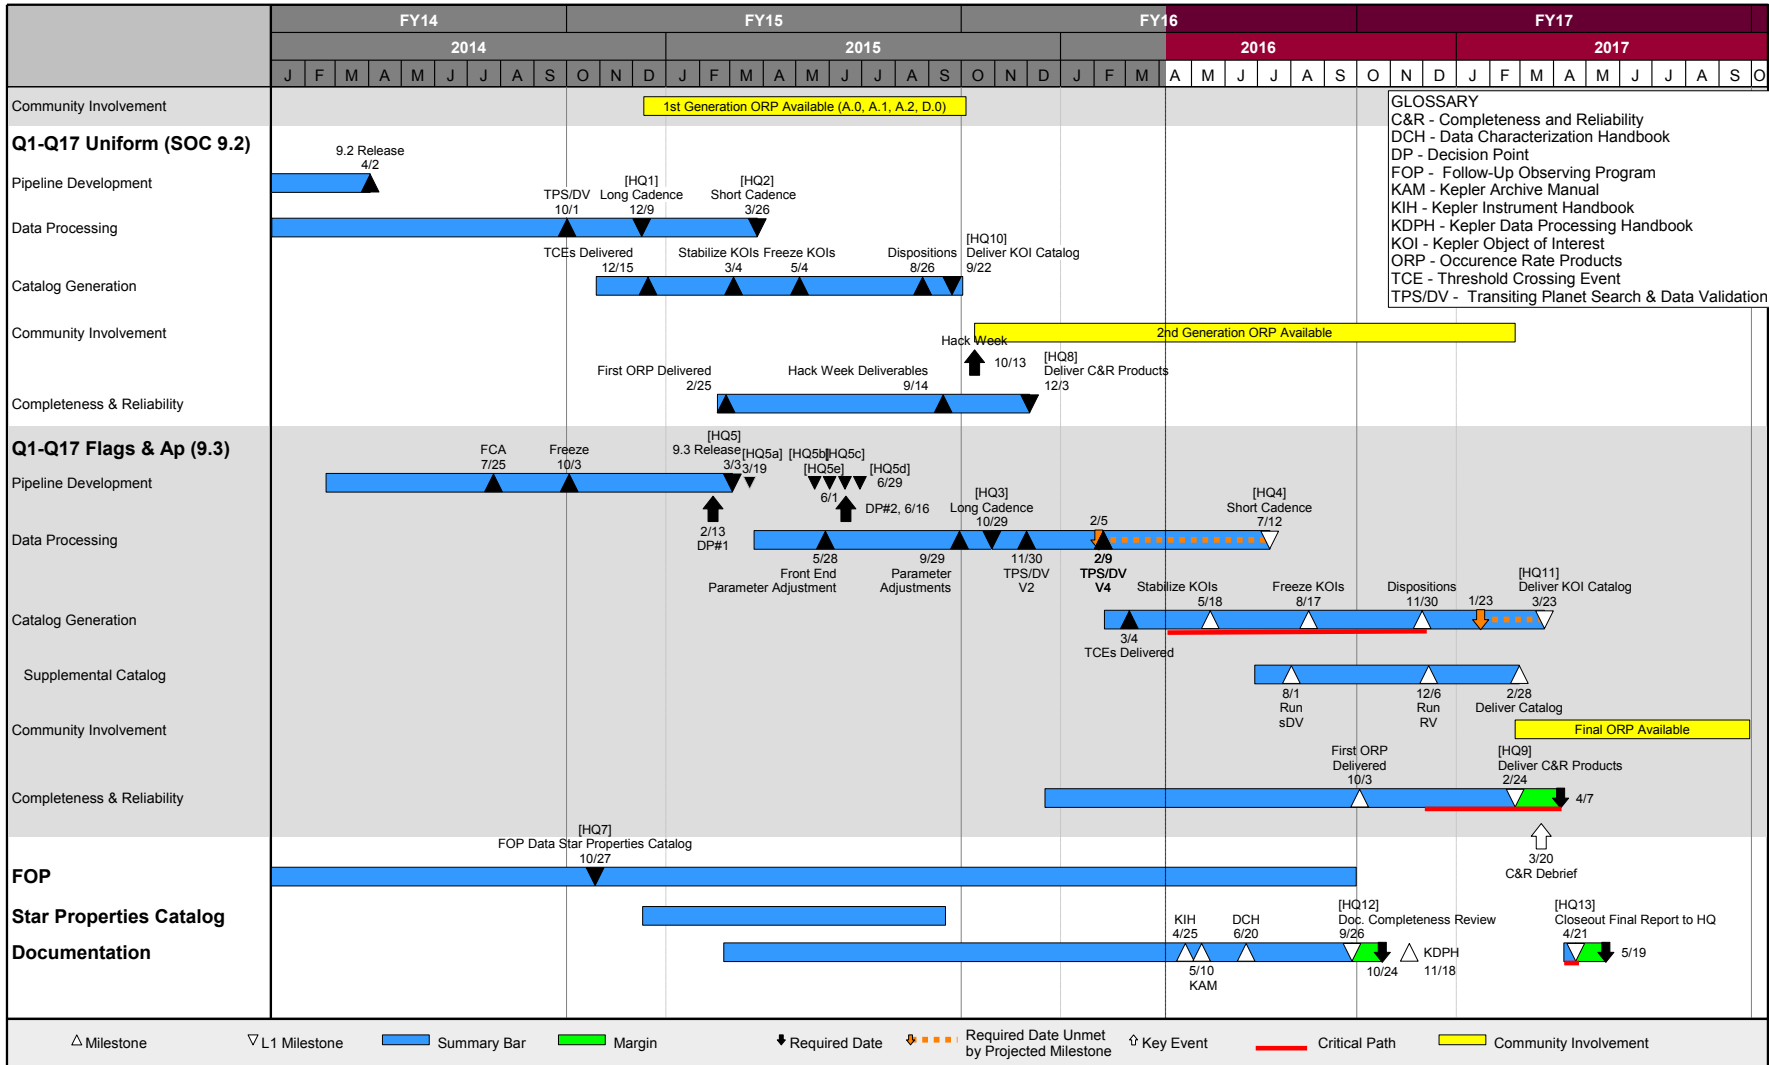 FY14 FY15 FY16 FY17
2014 2015 2016 2017
J F M A M J J A S O N D J F M A M J J A S O N D J F M A M J J A S O N D J F M A M J J A S O
Community Involvement
1st Generation ORP Available (A.0, A.1, A.2, D.0)
GLOSSARY
C&R - Completeness and Reliability
DCH - Data Characterization Handbook
DP - Decision Point
FOP - Follow-Up Observing Program
KAM - Kepler Archive Manual
KIH - Kepler Instrument Handbook
KDPH - Kepler Data Processing Handbook
KOI - Kepler Object of Interest
ORP - Occurence Rate Products
TCE - Threshold Crossing Event
TPS/DV - Transiting Planet Search & Data Validation
Q1-Q17 Uniform (SOC 9.2)
9.2 Release
4/2
Pipeline Development
TPS/DV
10/1
[HQ1]
Long Cadence
12/9
[HQ2]
Short Cadence
3/26
Data Processing
TCEs Delivered
12/15
Stabilize KOIs
3/4
Freeze KOIs
5/4
Dispositions
8/26
[HQ10]
Deliver KOI Catalog
9/22
Catalog Generation
Community Involvement
2nd Generation ORP Available
Hack Week
10/13
First ORP Delivered
2/25
Hack Week Deliverables
9/14
[HQ8]
Deliver C&R Products
12/3
Completeness & Reliability
Q1-Q17 Flags & Ap (9.3)
FCA
7/25
Freeze
10/3
[HQ5]
9.3 Release
3/3
[HQ5a]
3/19
[HQ5b]
[HQ5c]
[HQ5e]
6/1
[HQ5d]
6/29
Pipeline Development
2/13
DP#1
DP#2, 6/16
[HQ3]
Long Cadence
10/29
2/5
[HQ4]
Short Cadence
7/12
Data Processing
5/28
Front End
Parameter Adjustment
9/29
Parameter
Adjustments
11/30
TPS/DV
V2
2/9
TPS/DV
V4
Stabilize KOIs
5/18
Freeze KOIs
8/17
Dispositions
11/30
1/23
[HQ11]
Deliver KOI Catalog
3/23
Catalog Generation
3/4
TCEs Delivered
Supplemental Catalog
8/1
Run
sDV
12/6
Run
RV
2/28
Deliver Catalog
Community Involvement
Final ORP Available
First ORP
Delivered
10/3
[HQ9]
Deliver C&R Products
2/24
Completeness & Reliability
4/7
3/20
C&R Debrief
[HQ7]
FOP Data Star Properties Catalog
10/27
FOP
Star Properties Catalog
KIH
4/25
DCH
6/20
[HQ12]
Doc. Completeness Review
9/26
[HQ13]
Closeout Final Report to HQ
4/21
Documentation
5/10
KAM
10/24
KDPH
11/18
5/19
Milestone
L1 Milestone
Summary Bar
Margin
Required Date
Required Date Unmet
by Projected Milestone
Key Event
Critical Path
Community Involvement